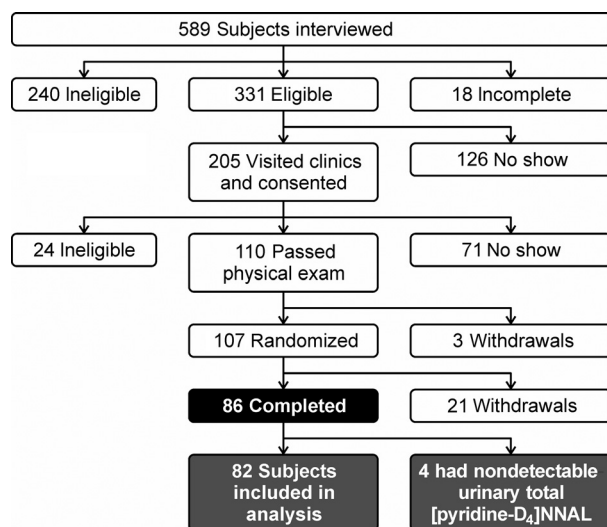 589 Subjects interviewed
240 Ineligible
331 Eligible
18 Incomplete
205 Visited clinics
and consented
126 No show
24 Ineligible
110 Passed
physical exam
71 No show
107 Randomized
3 Withdrawals
86 Completed
21 Withdrawals
82 Subjects
included in
analysis
4 had nondetectable
urinary total
[pyridine-D₄]NNAL